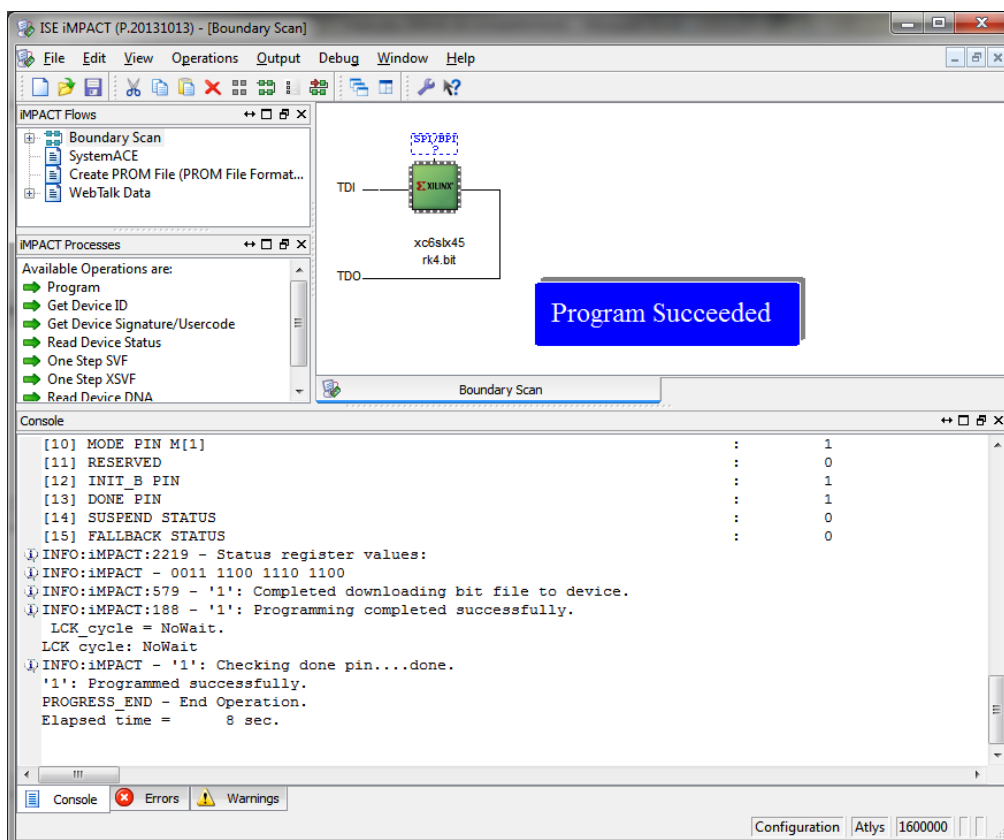 ISE iMPACT (P.20131013) - [Boundary Scan]
File Edit View Operations Output Debug Window Help
iMPACT Flows
Boundary Scan
SystemACE
Create PROM File (PROM File Format...
WebTalk Data
iMPACT Processes
Available Operations are:
Program
Get Device ID
Get Device Signature/Usercode
Read Device Status
One Step SVF
One Step XSVF
Read Device DNA
SPI/BPI
?
TDI
XILINX
xc6slx45
rk4.bit
TDO
Program Succeeded
Boundary Scan
Console
[10] MODE PIN M[1] : 1
[11] RESERVED : 0
[12] INIT_B PIN : 1
[13] DONE PIN : 1
[14] SUSPEND STATUS : 0
[15] FALLBACK STATUS : 0
INFO:iMPACT:2219 - Status register values:
INFO:iMPACT - 0011 1100 1110 1100
INFO:iMPACT:579 - '1': Completed downloading bit file to device.
INFO:iMPACT:188 - '1': Programming completed successfully.
LCK_cycle = NoWait.
LCK cycle: NoWait
INFO:iMPACT - '1': Checking done pin....done.
'1': Programmed successfully.
PROGRESS_END - End Operation.
Elapsed time = 8 sec.
Console Errors Warnings
Configuration Atlys 1600000